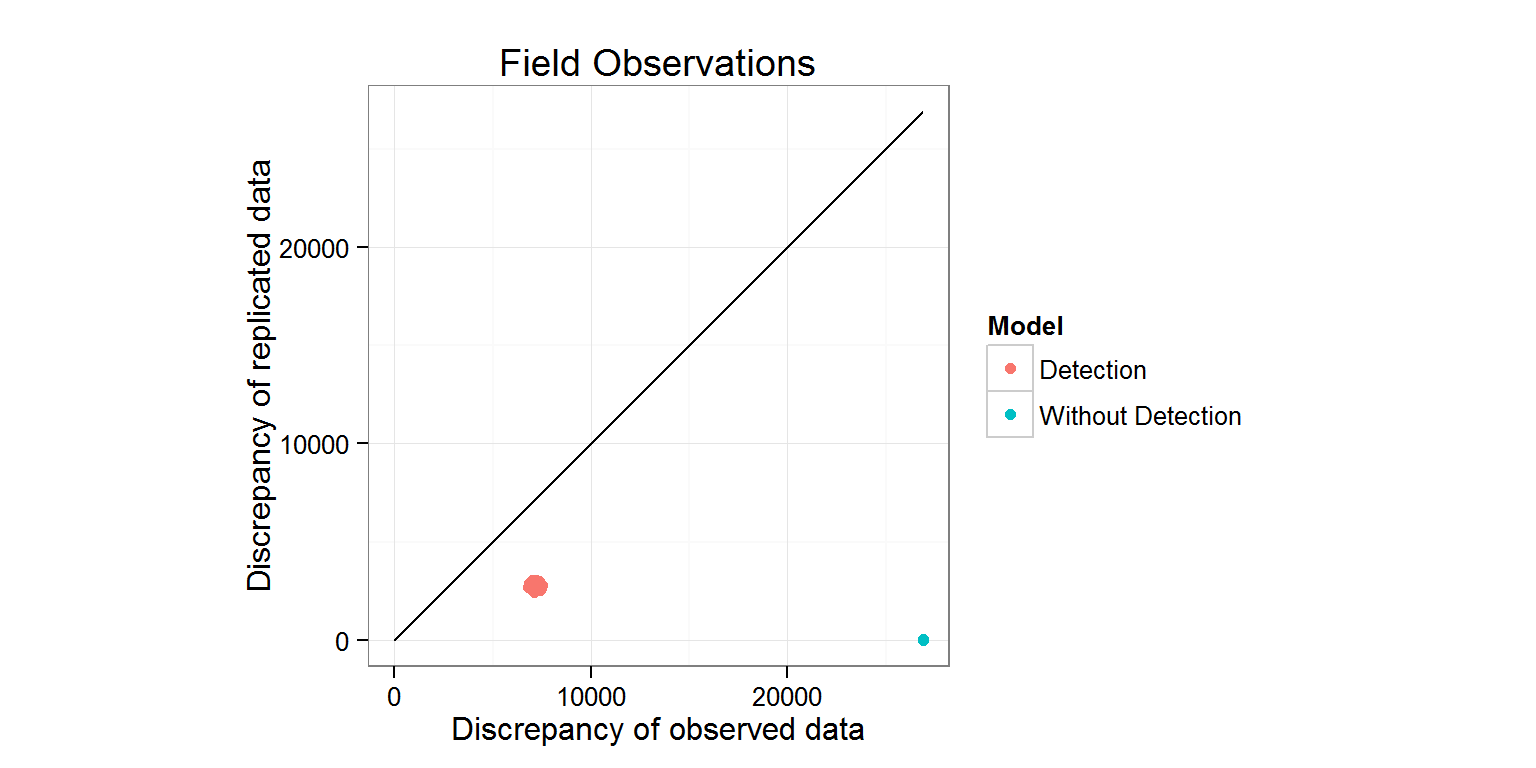 Field Observations
Discrepancy of replicated data
20000
10000
0
0 10000 20000
Discrepancy of observed data
Model
Detection
Without Detection